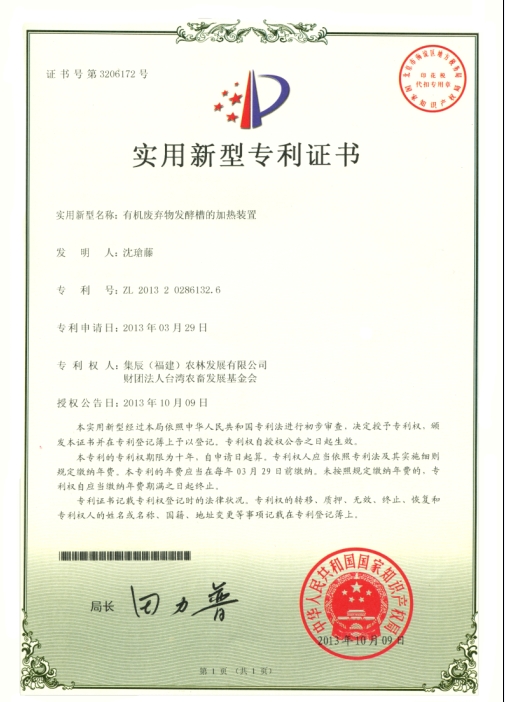 证书号第3206172号
印花税
代扣专用章
国家知识产权局
实用新型专利证书
实用新型名称：有机废弃物发酵槽的加热装置
发 明 人：沈瑜藤
专 利 号：ZL 2013 2 0286132.6
专利申请日：2013年03月29日
专 利 权 人：集辰（福建）农林发展有限公司
财团法人台湾农畜发展基金会
授权公告日：2013年10月09日
本实用新型经过本局依照中华人民共和国专利法进行初步审查，决定授予专利权，颁
发本证书并在专利登记簿上予以登记。专利权自授权公告之日起生效。
本专利的专利权期限为十年，自申请日起算。专利权人应当依照专利法及其实施细则
规定缴纳年费。本专利的年费应当在每年03月29日前缴纳。未按照规定缴纳年费的，专
利权自应当缴纳年费期满之日起终止。
专利证书记载专利权登记时的法律状况。专利权的转移、质押、无效、终止、恢复和
专利权人的姓名或名称、国籍、地址变更等事项记载在专利登记簿上。
局长 田力普
中华人民共和国国家知识产权局
2013年10月09日
第1页（共1页）